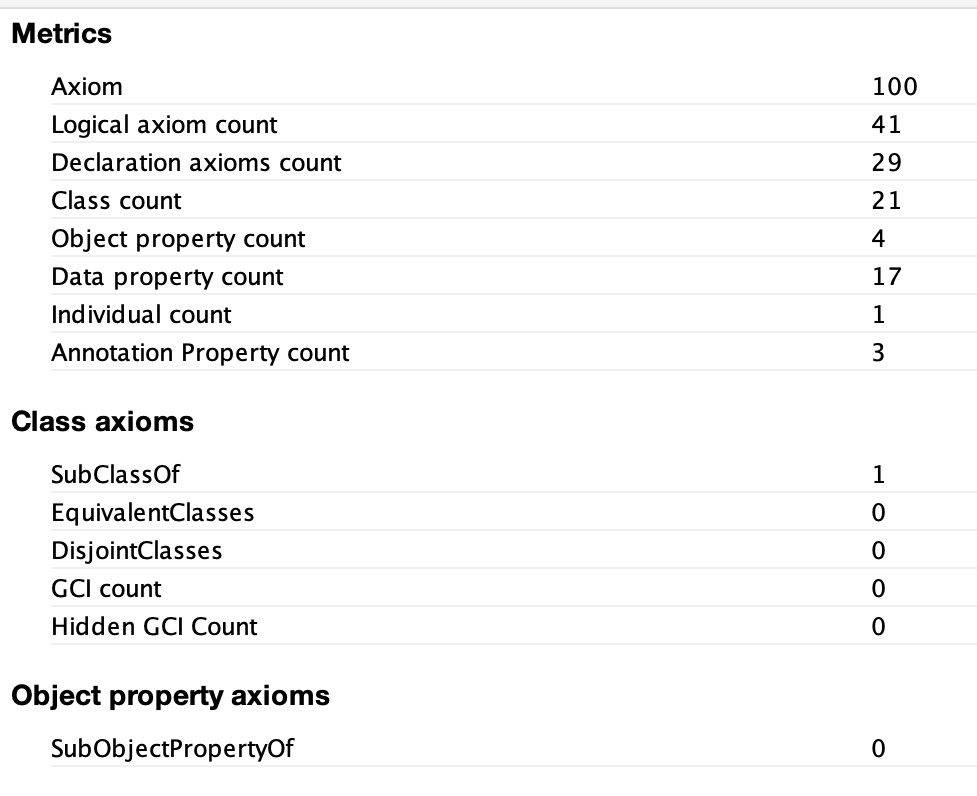 Metrics
Axiom 100
Logical axiom count 41
Declaration axioms count 29
Class count 21
Object property count 4
Data property count 17
Individual count 1
Annotation Property count 3
Class axioms
SubClassOf 1
EquivalentClasses 0
DisjointClasses 0
GCI count 0
Hidden GCI Count 0
Object property axioms
SubObjectPropertyOf 0